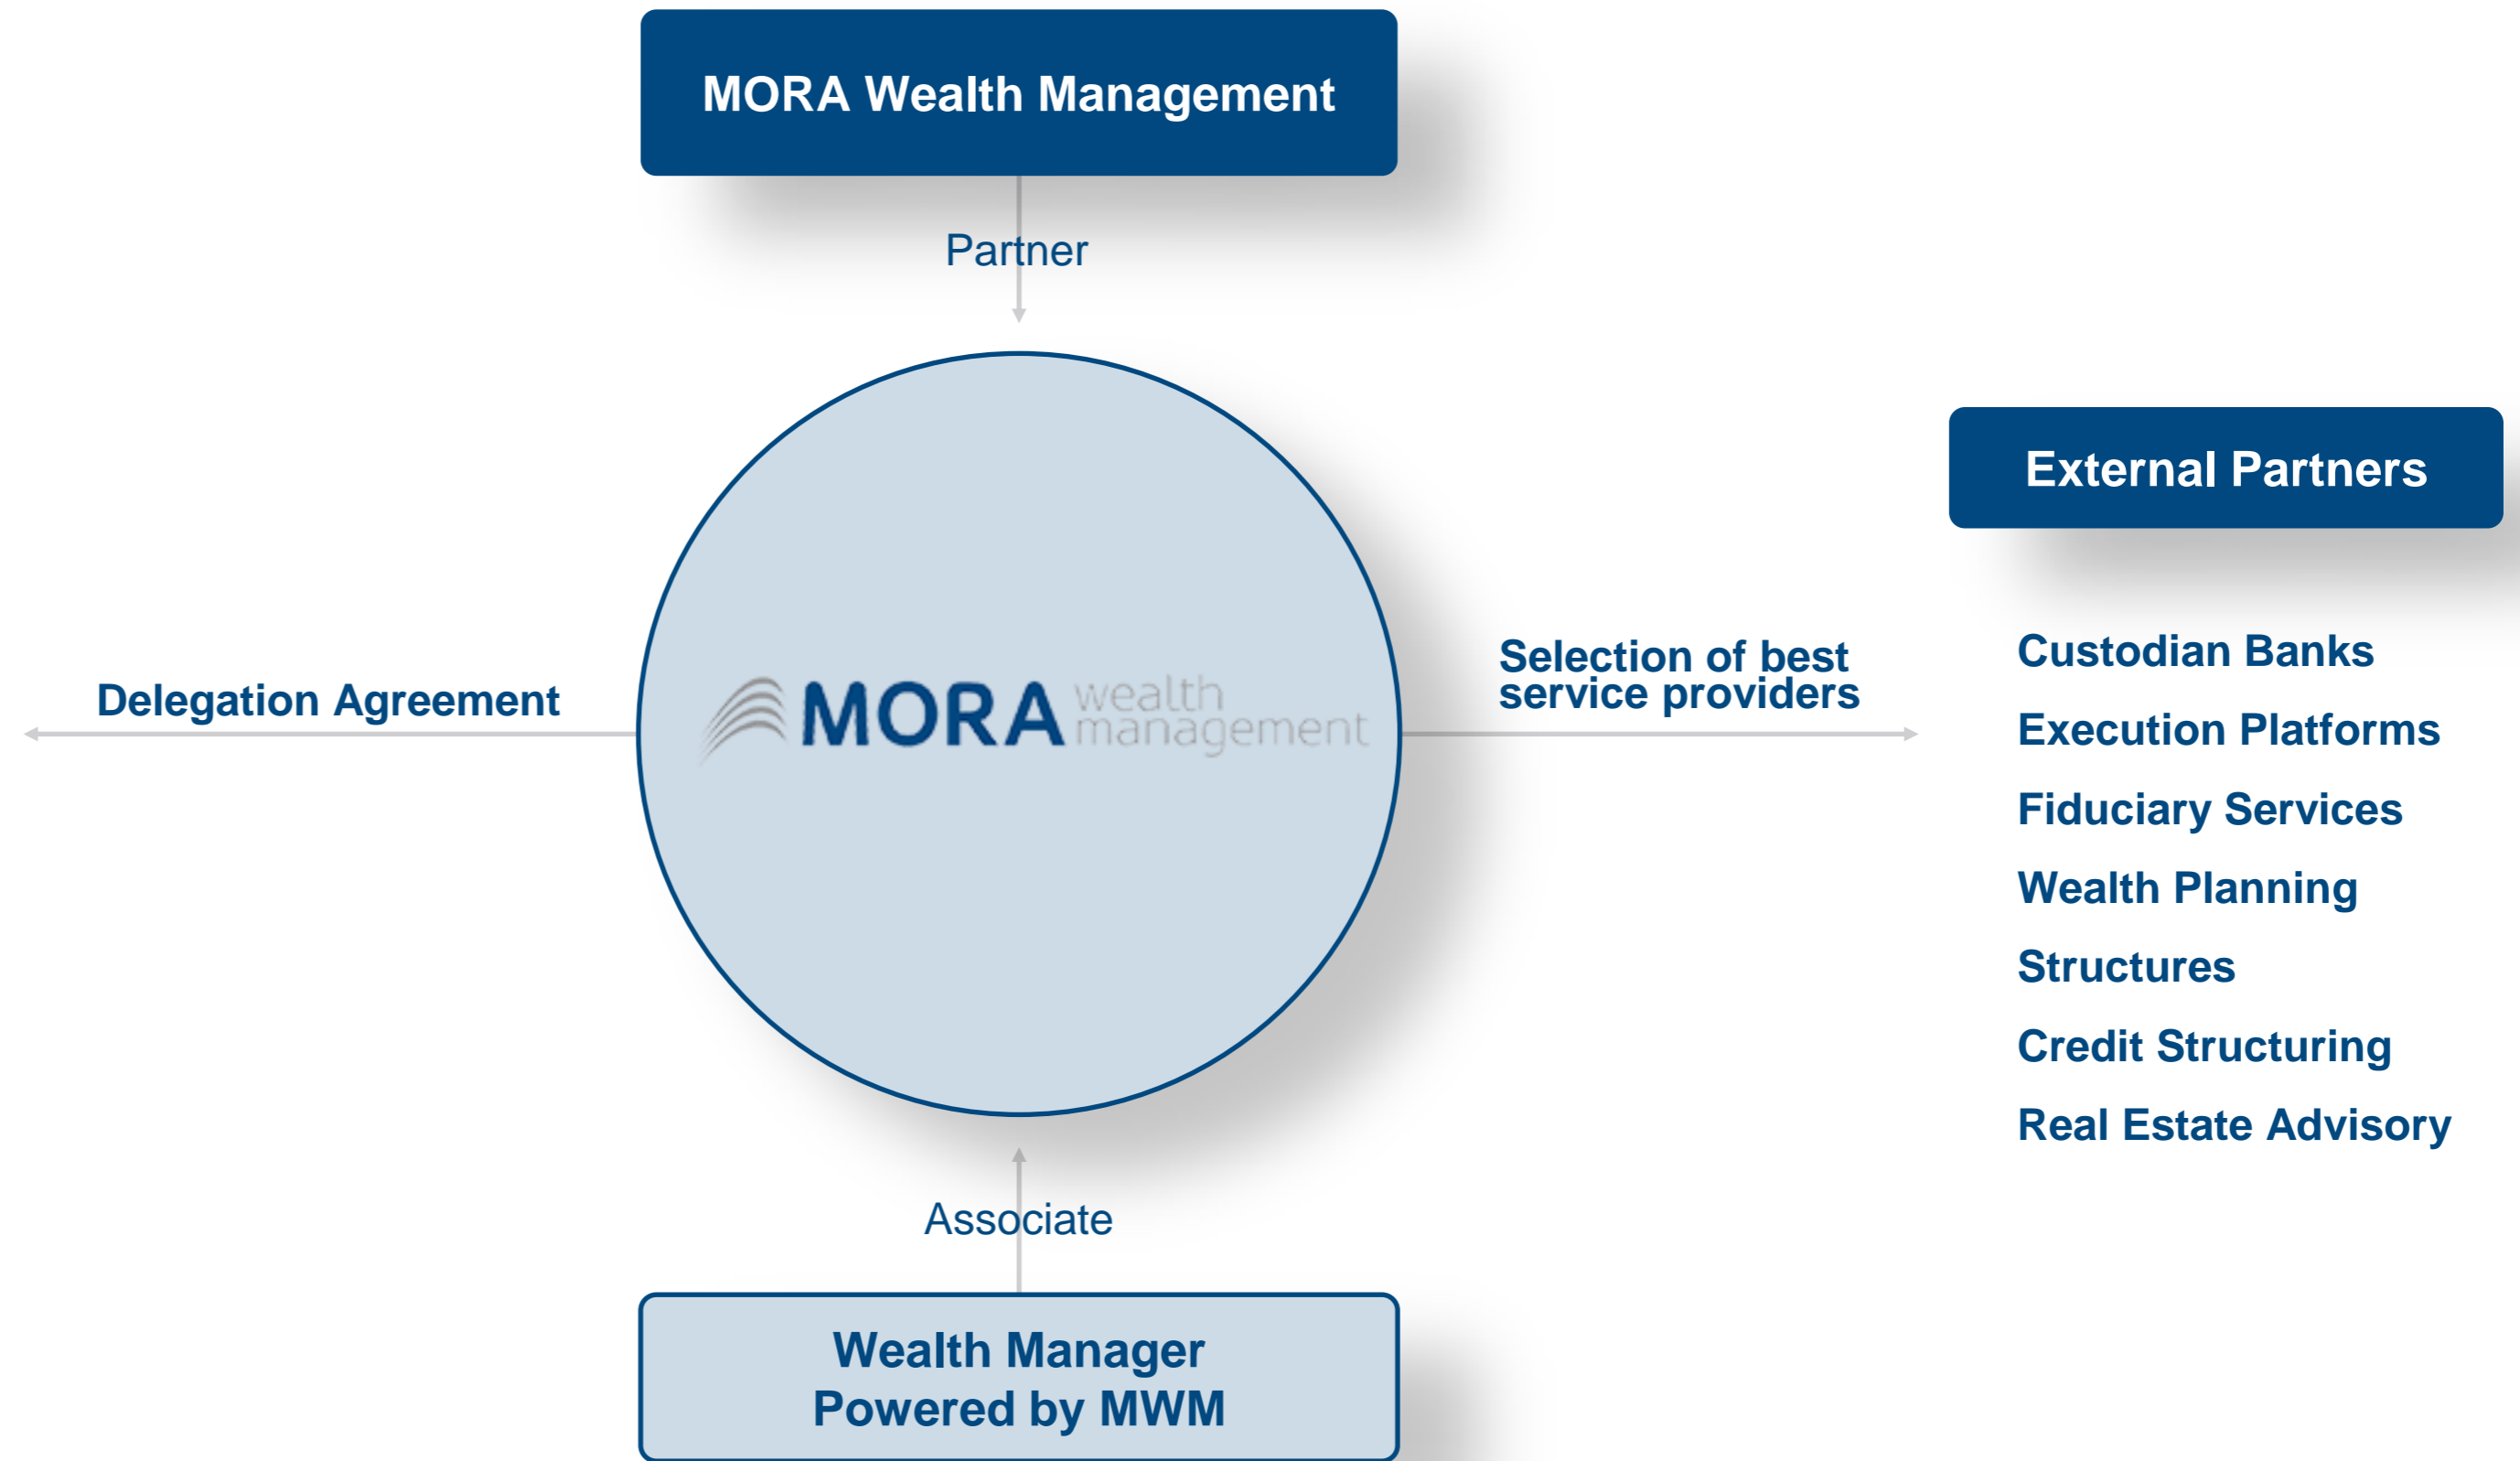 MORA Wealth Management
Partner
External Partners
Delegation Agreement
MORA wealth
management
Selection of best
service providers
Custodian Banks
Execution Platforms
Fiduciary Services
Wealth Planning
Structures
Credit Structuring
Real Estate Advisory
Associate
Wealth Manager
Powered by MWM